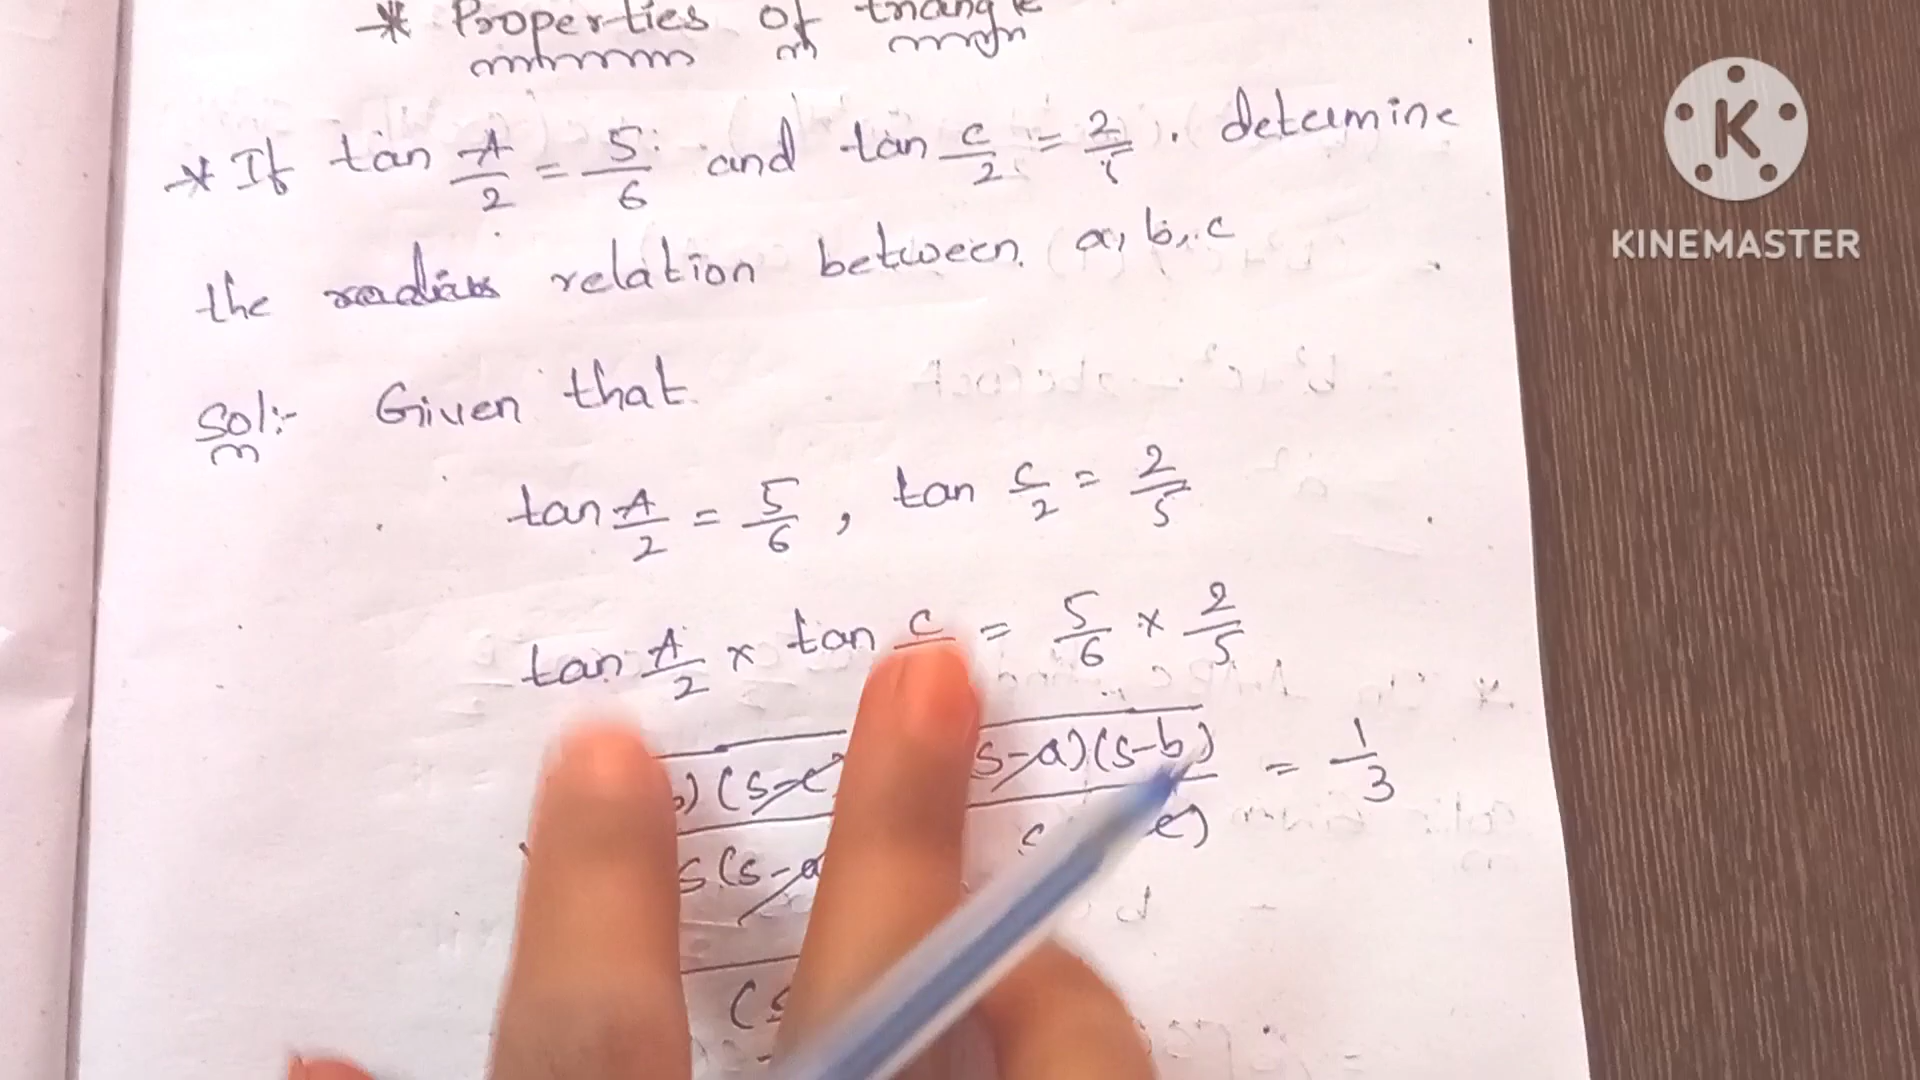 * Properties of triangle
* If tan A/2 = 5/6 and tan C/2 = 2/5. determine
the relation between a, b, c
Sol:- Given that
tan A/2 = 5/6, tan C/2 = 2/5
tan A/2 × tan C = 5/6 × 2/5
b) (s-c) s-a)(s-b) = 1/3
s(s-a c)
(s
K
KINEMASTER